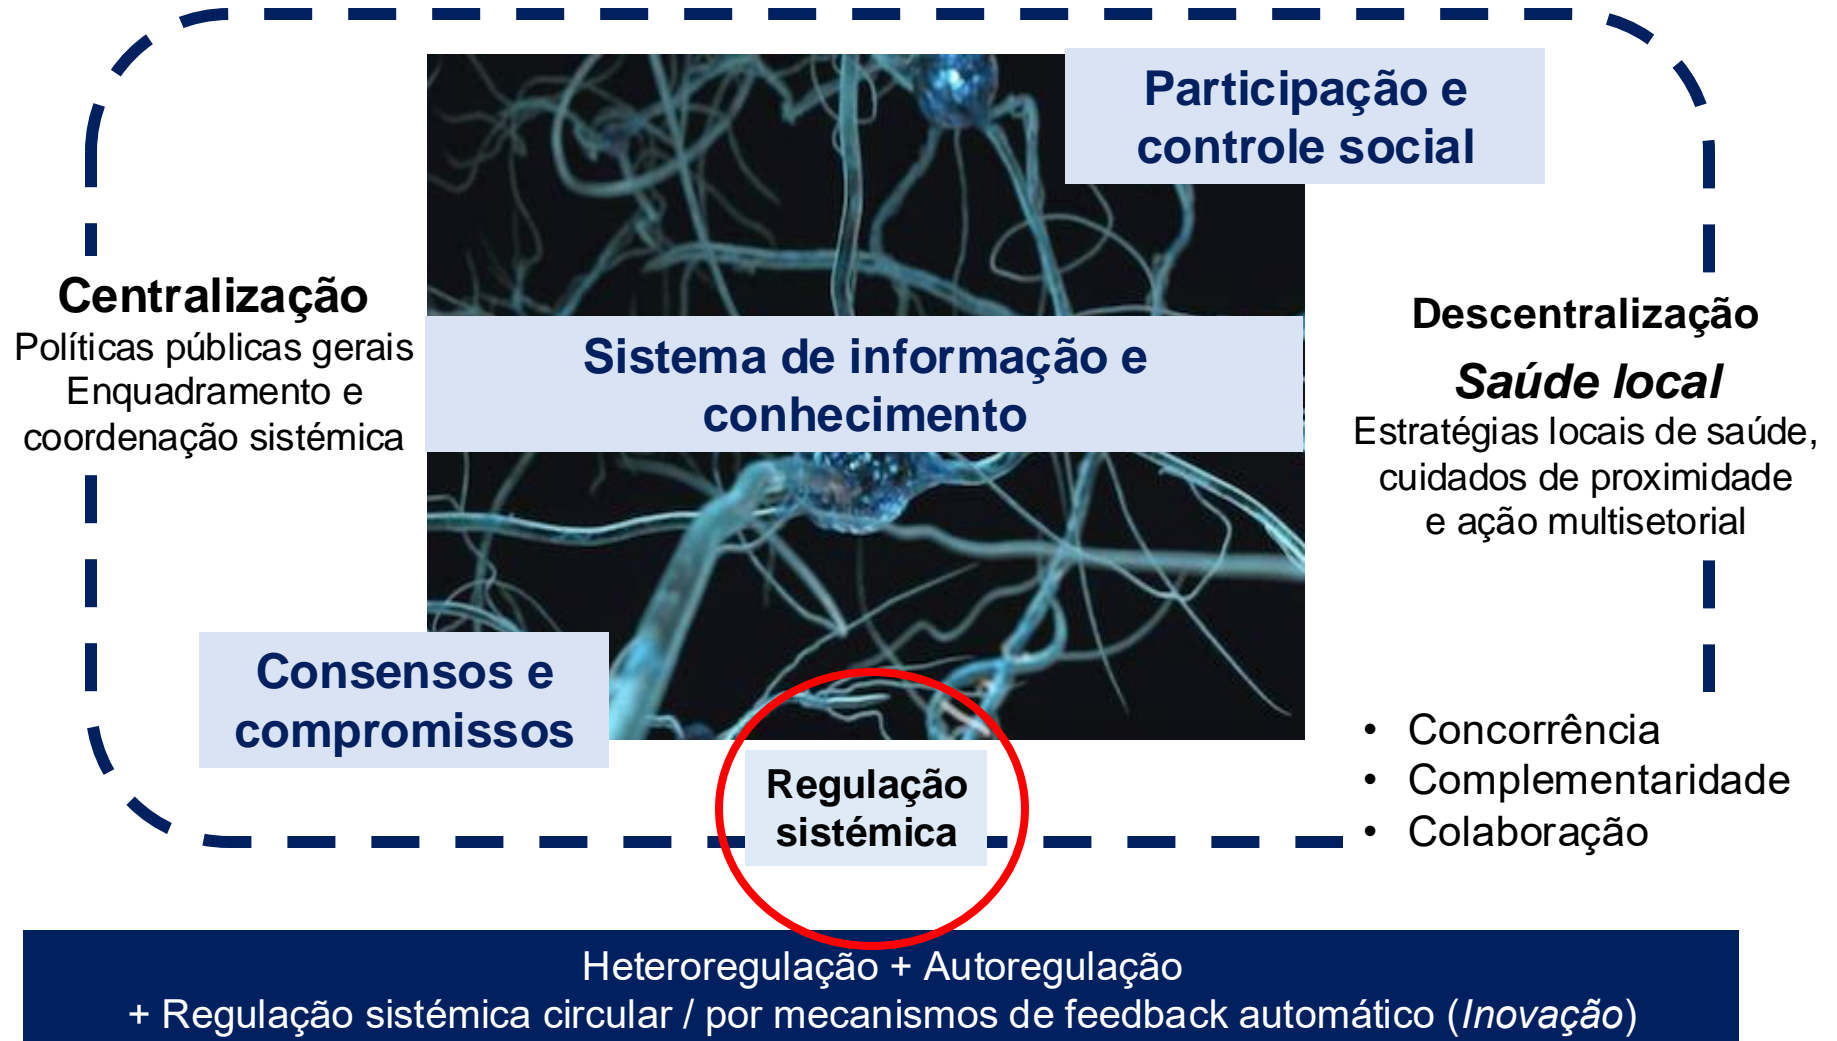 Participação e
controle social
Centralização
Políticas públicas gerais
Enquadramento e
coordenação sistémica
Sistema de informação e
conhecimento
Descentralização
Saúde local
Estratégias locais de saúde,
cuidados de proximidade
e ação multisetorial
Consensos e
compromissos
Regulação
sistémica
• Concorrência
• Complementaridade
• Colaboração
Heteroregulação + Autoregulação
+ Regulação sistémica circular / por mecanismos de feedback automático (Inovação)